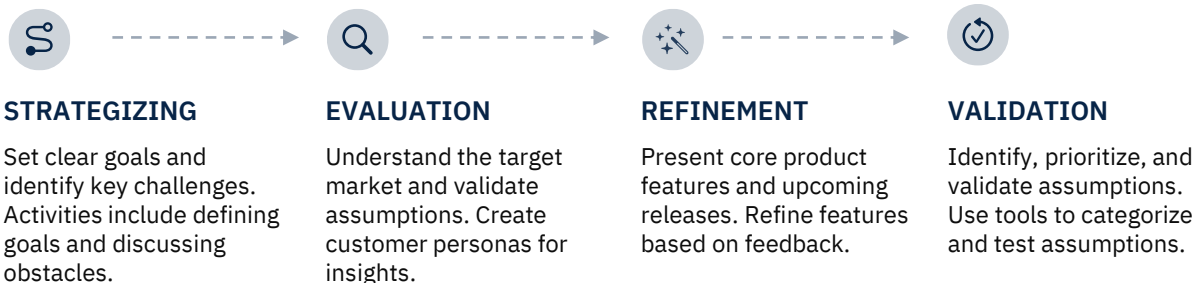 STRATEGIZING
Set clear goals and
identify key challenges.
Activities include defining
goals and discussing
obstacles.
EVALUATION
Understand the target
market and validate
assumptions. Create
customer personas for
insights.
REFINEMENT
Present core product
features and upcoming
releases. Refine features
based on feedback.
VALIDATION
Identify, prioritize, and
validate assumptions.
Use tools to categorize
and test assumptions.